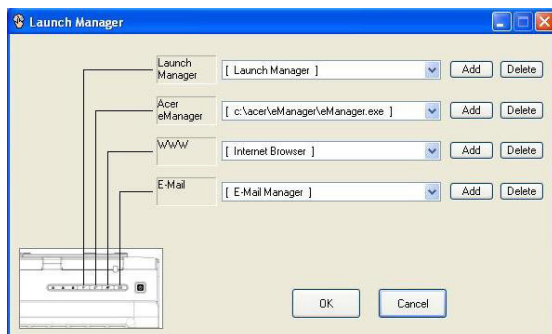 Launch Manager
Launch
Manager
[ Launch Manager ]
Add
Delete
Acer
eManager
[ c:\acer\eManager\eManager.exe ]
Add
Delete
WWW
[ Internet Browser ]
Add
Delete
E-Mail
[ E-Mail Manager ]
Add
Delete
OK
Cancel